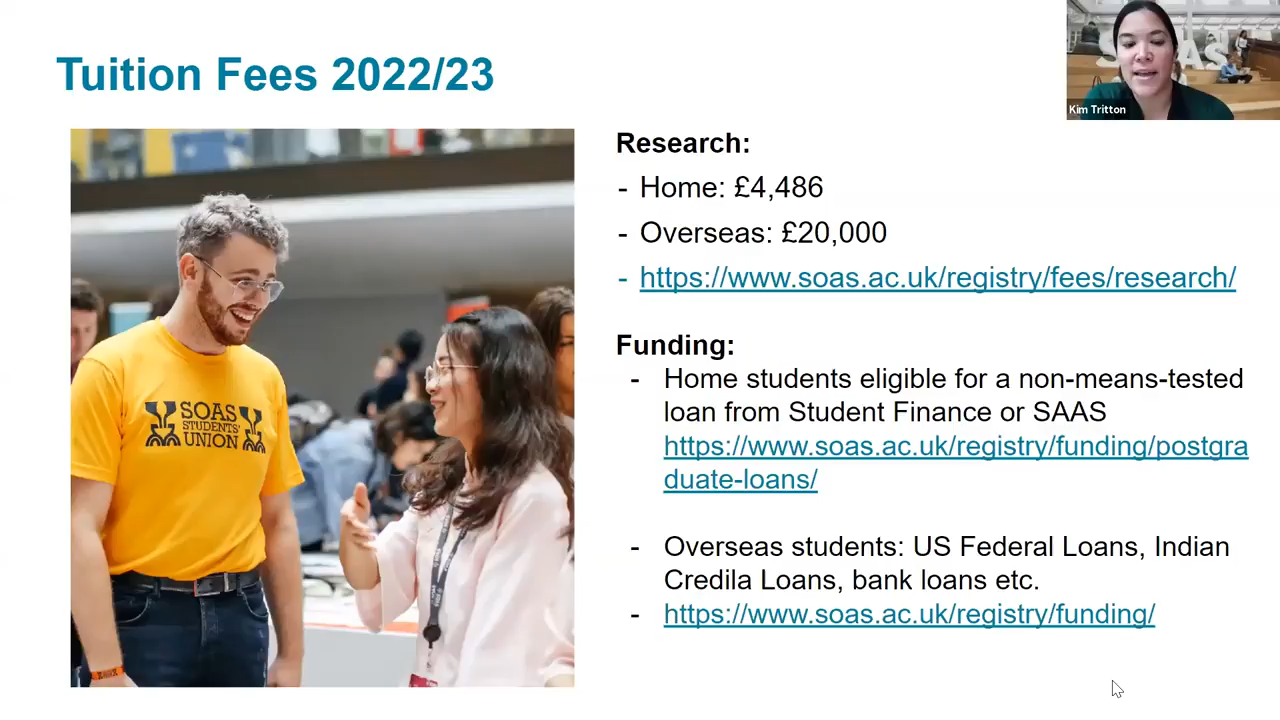 Tuition Fees 2022/23
SOAS
Kim Tritton
SOAS
STUDENTS'
UNION
Research:
- Home: £4,486
- Overseas: £20,000
- https://www.soas.ac.uk/registry/fees/research/
Funding:
- Home students eligible for a non-means-tested
loan from Student Finance or SAAS
https://www.soas.ac.uk/registry/funding/postgra
duate-loans/
- Overseas students: US Federal Loans, Indian
Credila Loans, bank loans etc.
- https://www.soas.ac.uk/registry/funding/